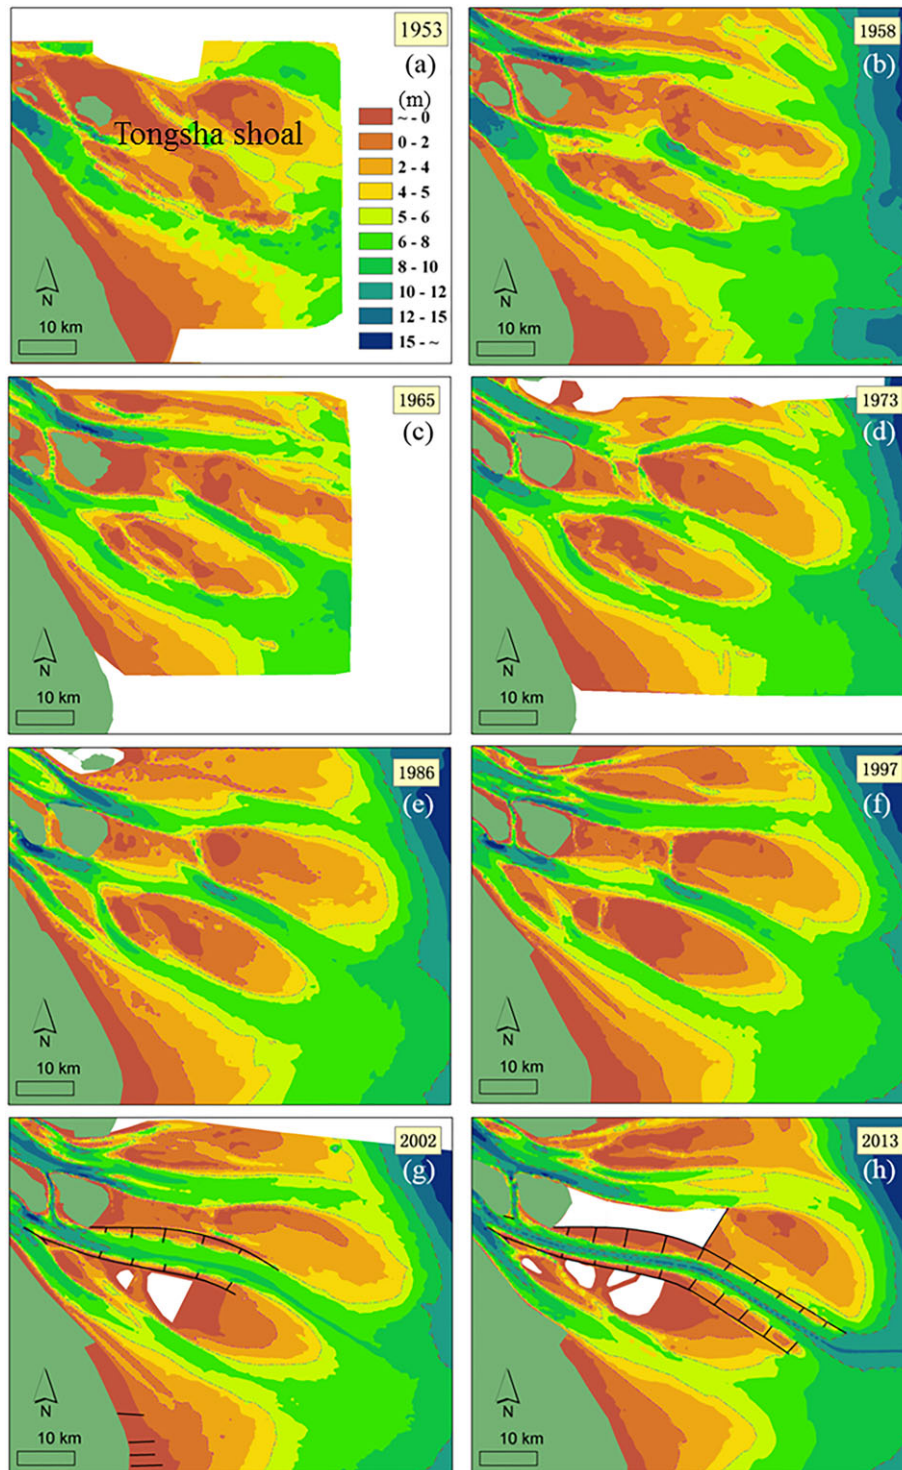 1953
(a)
(m)
Tongsha shoal
~ - 0
0 - 2
2 - 4
4 - 5
5 - 6
6 - 8
8 - 10
10 - 12
12 - 15
15 - ~
N
10 km
1958
(b)
N
10 km
1965
(c)
N
10 km
1973
(d)
N
10 km
1986
(e)
N
10 km
1997
(f)
N
10 km
2002
(g)
N
10 km
2013
(h)
N
10 km